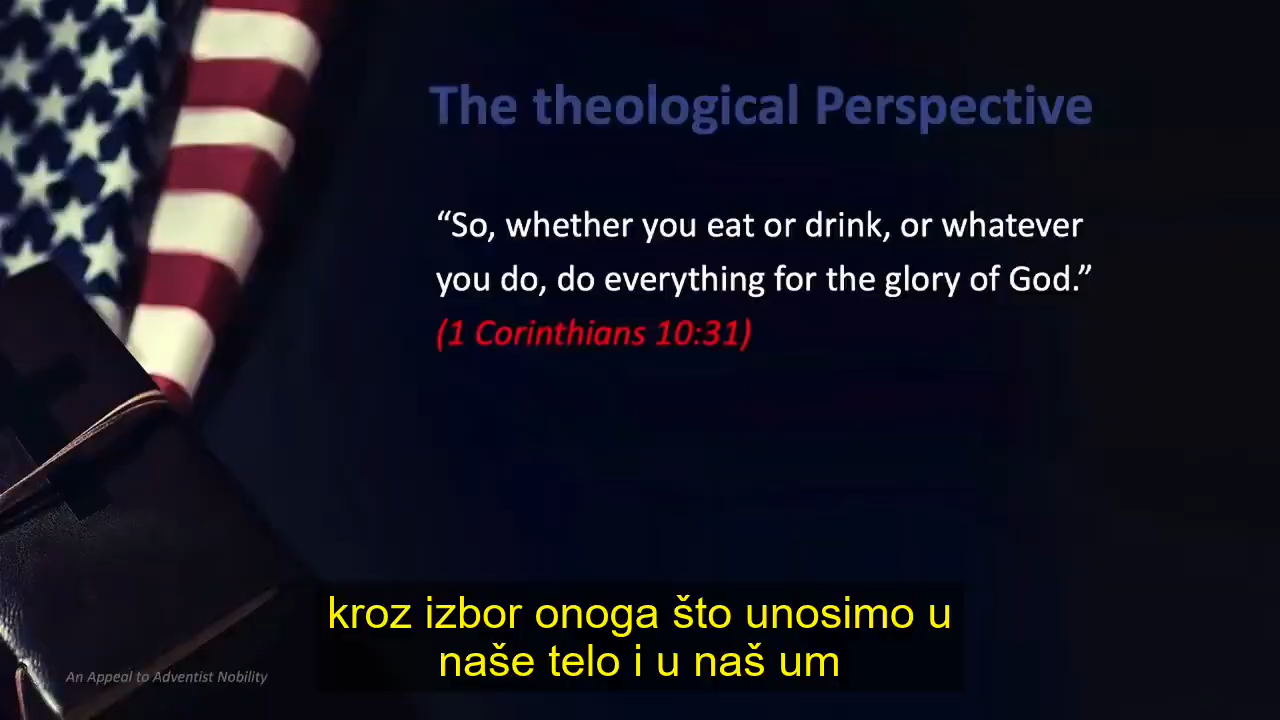 The theological Perspective
“So, whether you eat or drink, or whatever
you do, do everything for the glory of God.”
(1 Corinthians 10:31)
kroz izbor onoga što unosimo u
naše telo i u naš um
An Appeal to Adventist Nobility